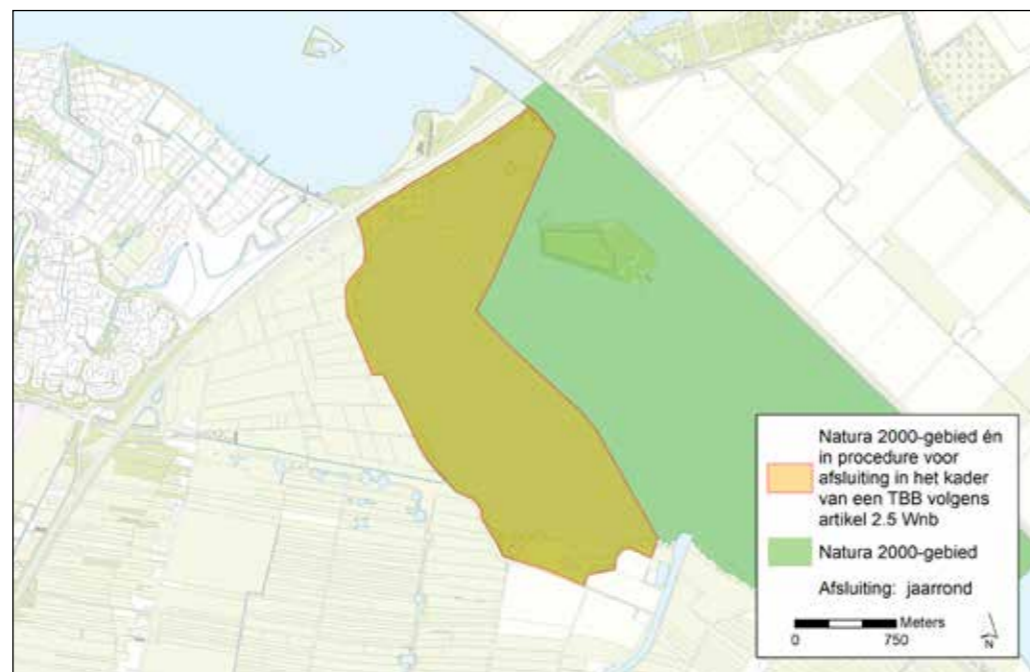 Natura 2000-gebied én
in procedure voor
afsluiting in het kader
van een TBB volgens
artikel 2.5 Wnb
Natura 2000-gebied
Afsluiting: jaarrond
Meters
0 750
N